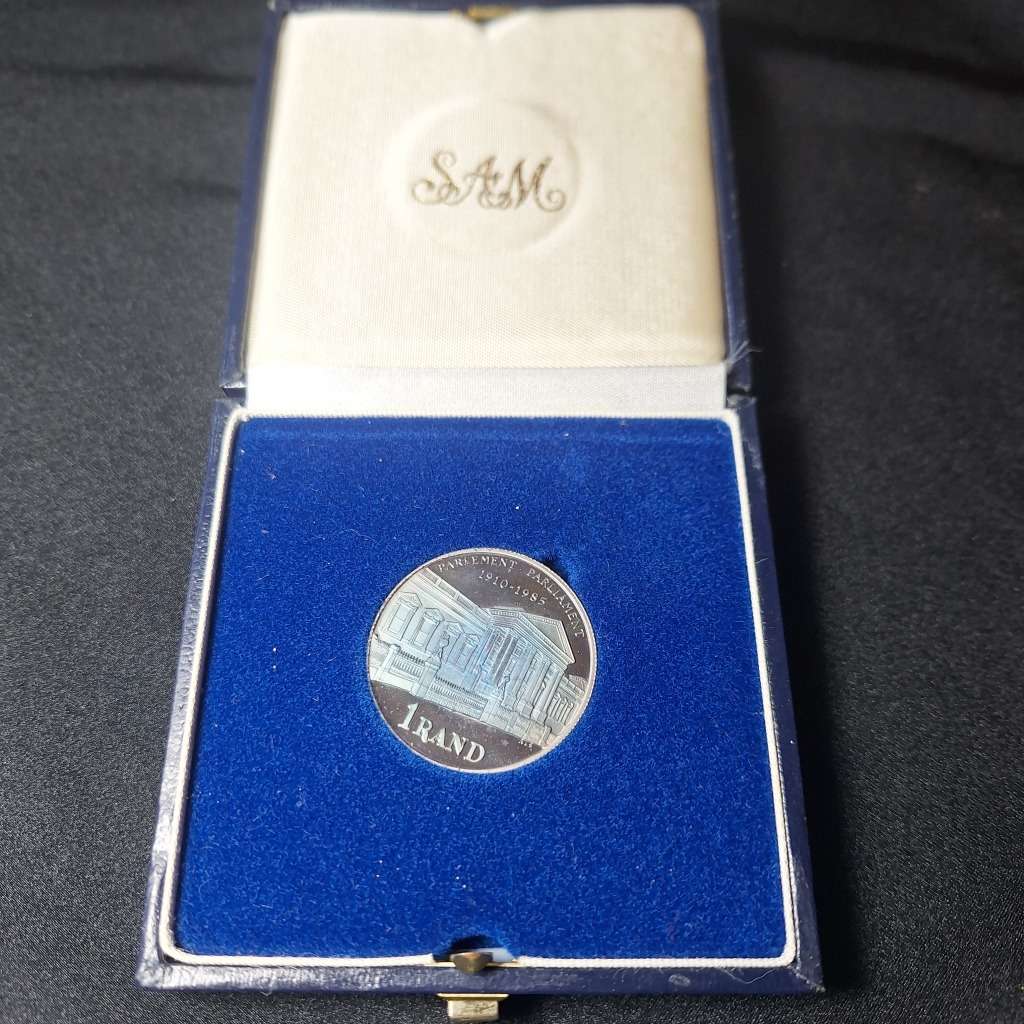 SAM
PARLEMENT PARLIAMENT
1910-1985
1 RAND